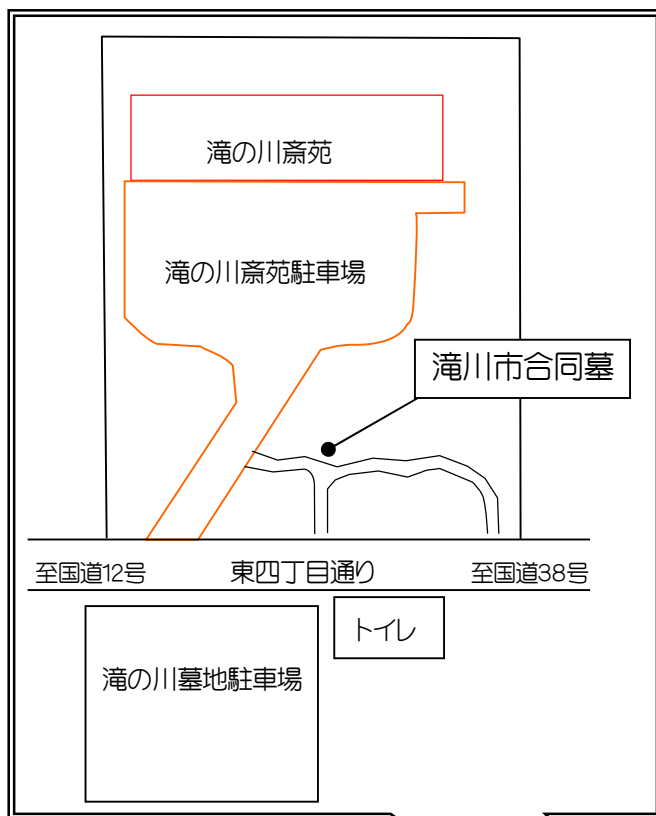 滝の川斎苑
滝の川斎苑駐車場
滝川市合同墓
至国道12号
東四丁目通り
至国道38号
トイレ
滝の川墓地駐車場